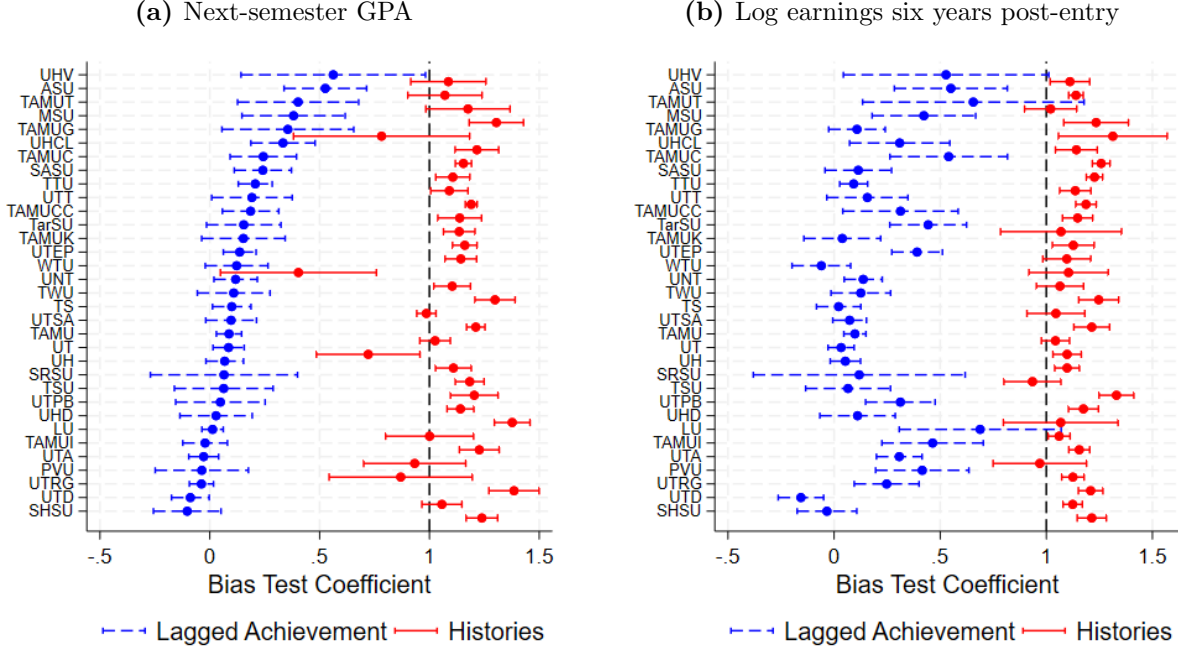 (a) Next-semester GPA
UHV
ASU
TAMUT
MSU
TAMUG
UHCL
TAMUC
SASU
TTU
UTT
TAMUCC
TarSU
TAMUK
UTEP
WTU
UNT
TWU
TS
UTSA
TAMU
UT
UH
SRSU
TSU
UTPB
UHD
LU
TAMUI
UTA
PVU
UTRG
UTD
SHSU
-.5 0 .5 1 1.5
Bias Test Coefficient
Lagged Achievement Histories
(b) Log earnings six years post-entry
UHV
ASU
TAMUT
MSU
TAMUG
UHCL
TAMUC
SASU
TTU
UTT
TAMUCC
TarSU
TAMUK
UTEP
WTU
UNT
TWU
TS
UTSA
TAMU
UT
UH
SRSU
TSU
UTPB
UHD
LU
TAMUI
UTA
PVU
UTRG
UTD
SHSU
-.5 0 .5 1 1.5
Bias Test Coefficient
Lagged Achievement Histories